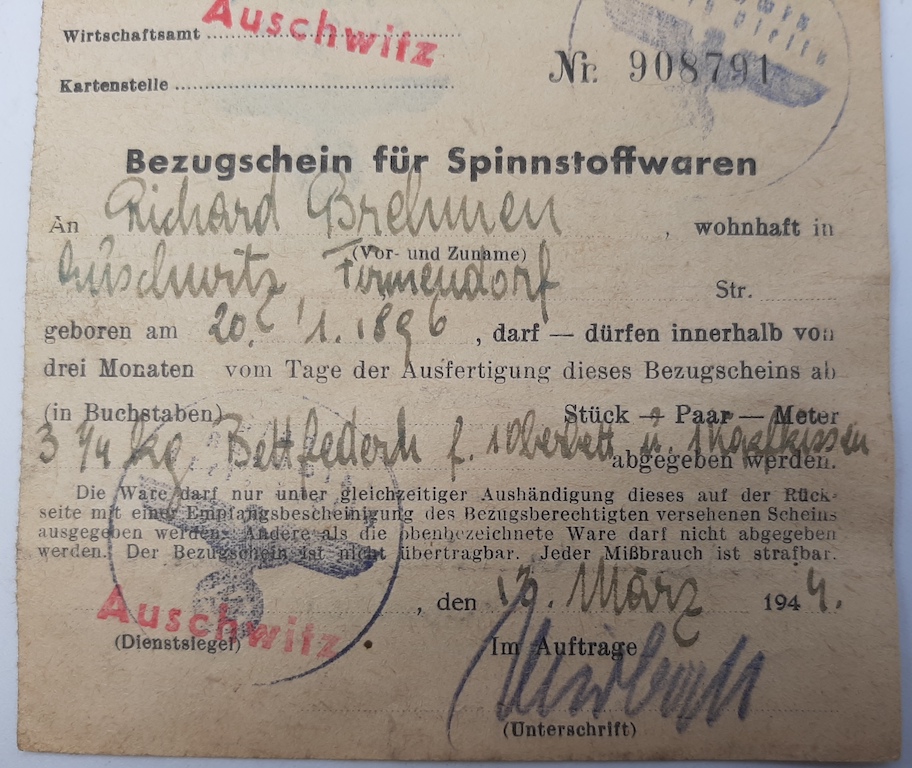 Wirtschaftsamt Auschwitz
Kartenstelle
Nr. 908791
Bezugschein für Spinnstoffwaren
An Richard Brehmen, wohnhaft in
(Vor- und Zuname)
Auschwitz, Firmendorf Str.
geboren am 20. 1. 1896, darf — dürfen innerhalb von
drei Monaten vom Tage der Ausfertigung dieses Bezugscheins ab
(in Buchstaben) Stück — Paar — Meter
3 1/4 kg Bettfedern f. 1 Oberbett u.
abgegeben werden.
Die Ware darf nur unter gleichzeitiger Aushändigung dieses auf der Rück-
seite mit einer Empfangsbescheinigung des Bezugsberechtigten versehenen Scheins
ausgegeben werden. Andere als die obenbezeichnete Ware darf nicht abgegeben
werden. Der Bezugschein ist nicht übertragbar. Jeder Mißbrauch ist strafbar.
, den 13. März 1944.
Auschwitz
(Dienstsiegel) Im Auftrage
(Unterschrift)